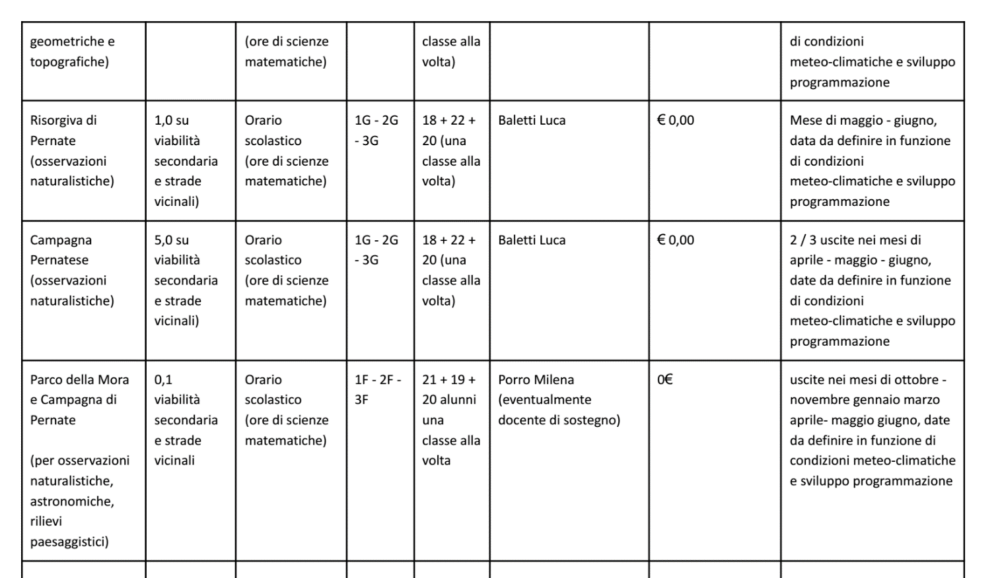 geometriche e
topografiche)
(ore di scienze
matematiche)
classe alla
volta)
di condizioni
meteo-climatiche e sviluppo
programmazione
Risorgiva di
Pernate
(osservazioni
naturalistiche)
1,0 su
viabilità
secondaria
e strade
vicinali)
Orario
scolastico
(ore di scienze
matematiche)
1G - 2G
- 3G
18 + 22 +
20 (una
classe alla
volta)
Baletti Luca
€ 0,00
Mese di maggio - giugno,
data da definire in funzione
di condizioni
meteo-climatiche e sviluppo
programmazione
Campagna
Pernatese
(osservazioni
naturalistiche)
5,0 su
viabilità
secondaria
e strade
vicinali)
Orario
scolastico
(ore di scienze
matematiche)
1G - 2G
- 3G
18 + 22 +
20 (una
classe alla
volta)
Baletti Luca
€ 0,00
2 / 3 uscite nei mesi di
aprile - maggio - giugno,
date da definire in funzione
di condizioni
meteo-climatiche e sviluppo
programmazione
Parco della Mora
e Campagna di
Pernate
(per osservazioni
naturalistiche,
astronomiche,
rilievi
paesaggistici)
0,1
viabilità
secondaria
e strade
vicinali
Orario
scolastico
(ore di scienze
matematiche)
1F - 2F -
3F
21 + 19 +
20 alunni
una
classe alla
volta
Porro Milena
(eventualmente
docente di sostegno)
0€
uscite nei mesi di ottobre -
novembre gennaio marzo
aprile- maggio giugno, date
da definire in funzione di
condizioni meteo-climatiche
e sviluppo programmazione